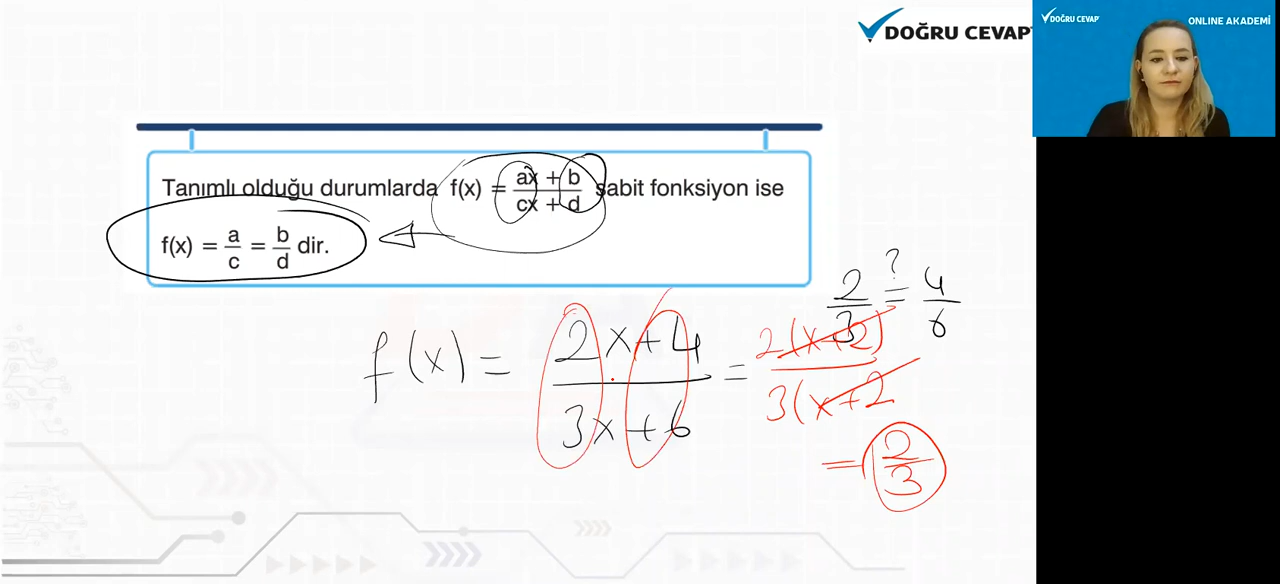 DOĞRU CEVAP
DOĞRU CEVAP
ONLINE AKADEMİ
Tanımlı olduğu durumlarda f(x) = (ax + b)/(cx + d) sabit fonksiyon ise
f(x) = a/c = b/d dir.
2/3 =? 4/6
f(x) = (2x+4)/(3x+6) = 2(x+2)/3(x+2
= 2/3